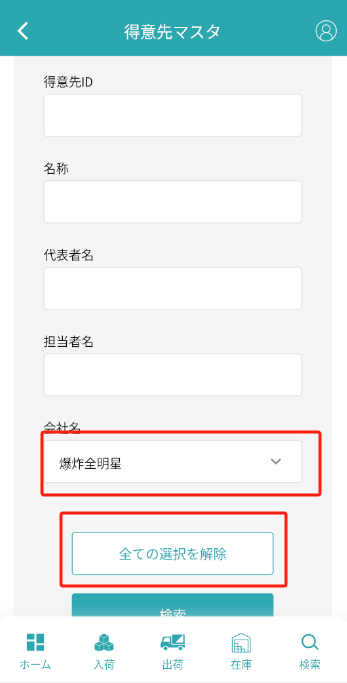 得意先マスタ
得意先ID
名称
代表者名
担当者名
会社名
爆炸全明星
全ての選択を解除
検索
ホーム
入荷
出荷
在庫
検索